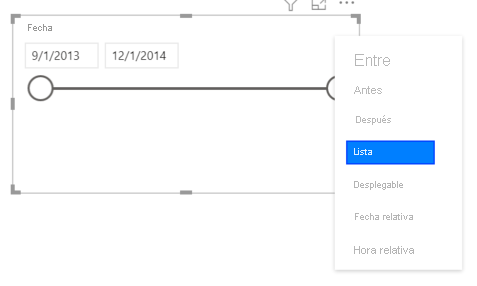 Fecha
9/1/2013 12/1/2014
Entre
Antes
Después
Lista
Desplegable
Fecha relativa
Hora relativa